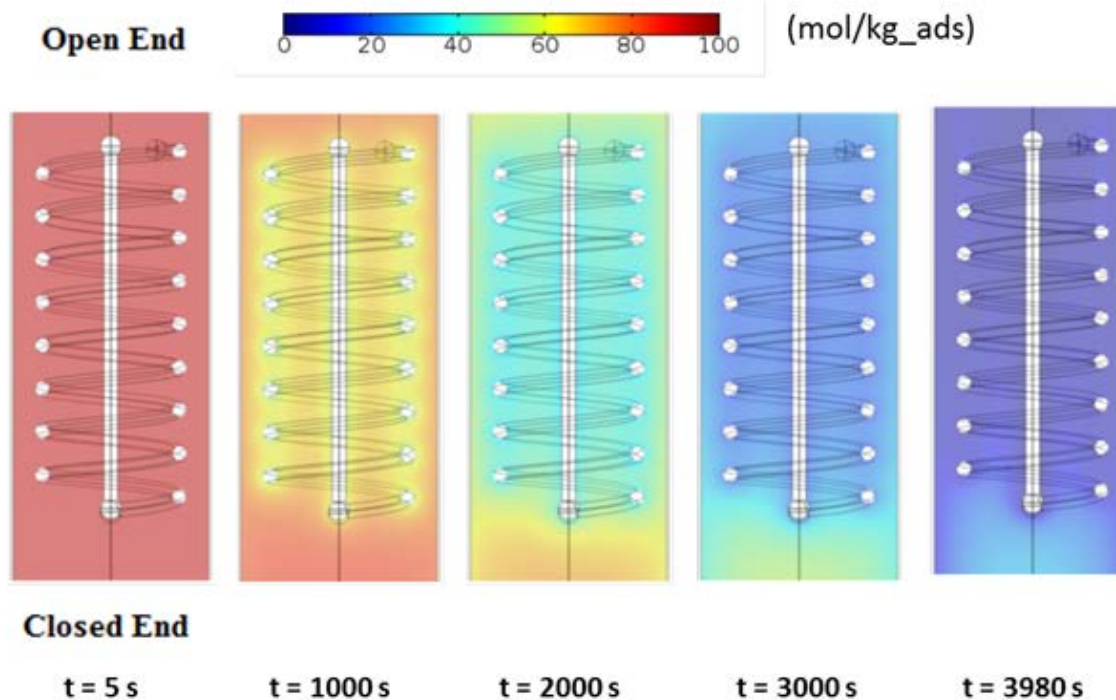 Open End
0 20 40 60 80 100
(mol/kg_ads)
Closed End
t = 5 s
t = 1000 s
t = 2000 s
t = 3000 s
t = 3980 s